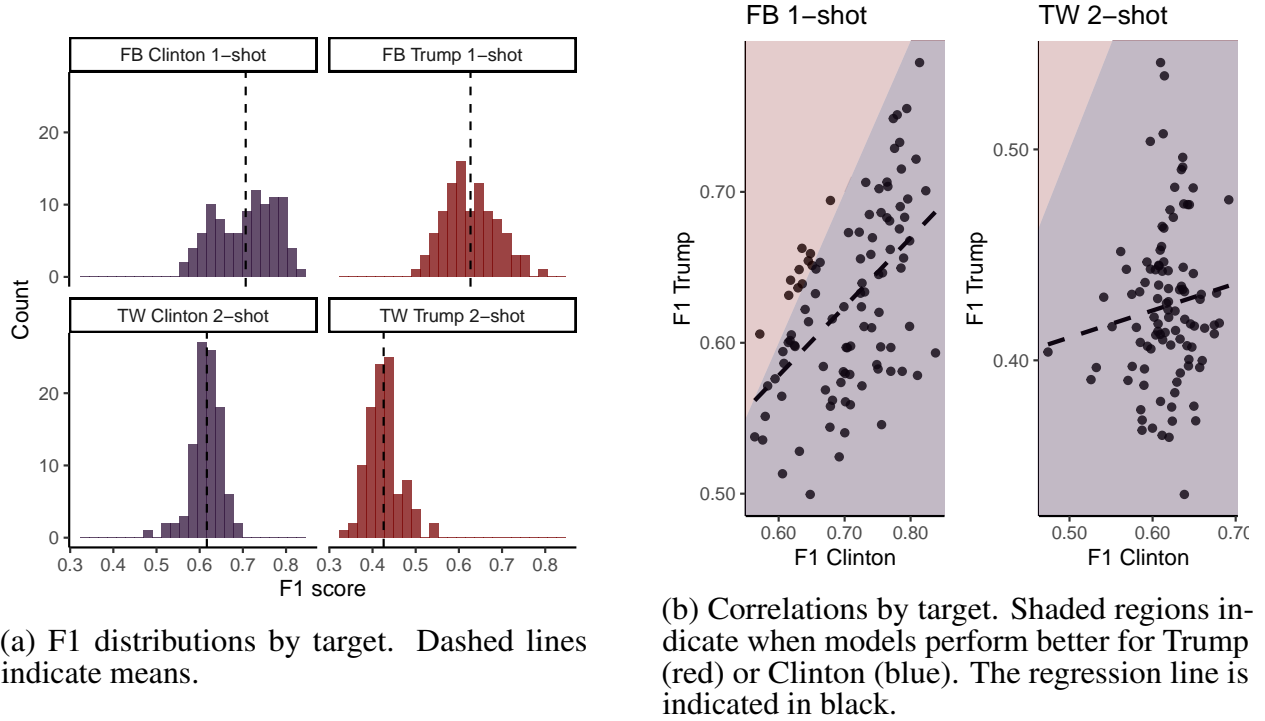 FB Clinton 1−shot
FB Trump 1−shot
TW Clinton 2−shot
TW Trump 2−shot
Count
20
10
0
20
10
0
0.3 0.4 0.5 0.6 0.7 0.8 0.3 0.4 0.5 0.6 0.7 0.8
F1 score
(a) F1 distributions by target. Dashed lines
indicate means.
FB 1−shot
F1 Trump
0.70
0.60
0.50
0.60 0.70 0.80
F1 Clinton
TW 2−shot
F1 Trump
0.50
0.40
0.50 0.60 0.70
F1 Clinton
(b) Correlations by target. Shaded regions in-
dicate when models perform better for Trump
(red) or Clinton (blue). The regression line is
indicated in black.